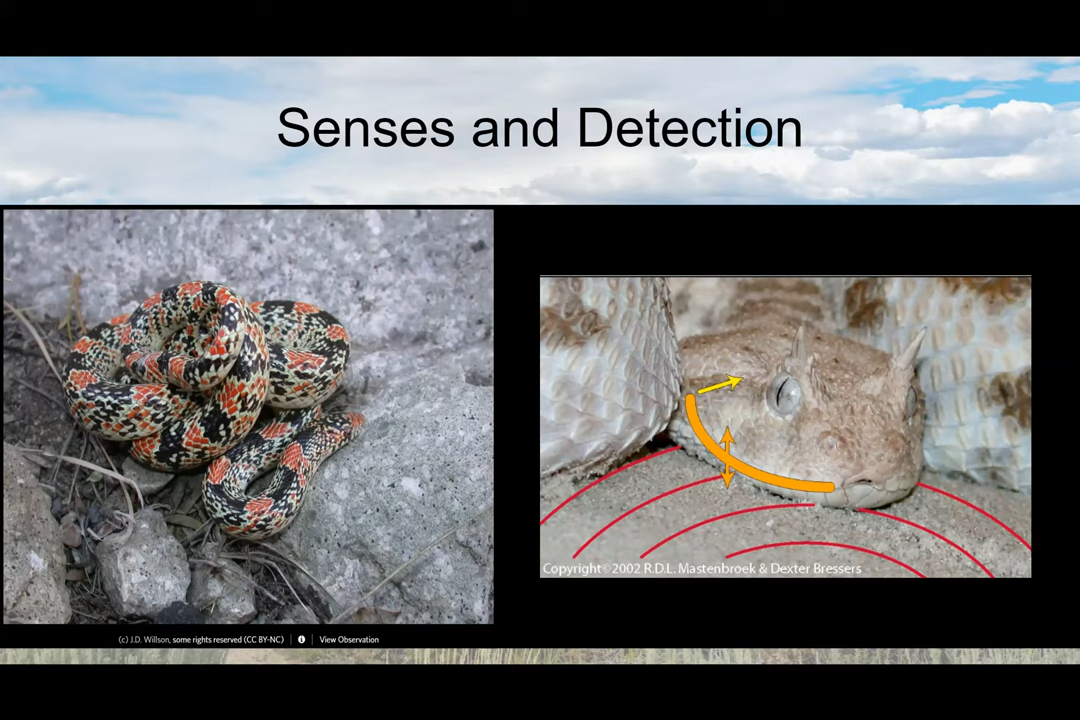 Senses and Detection
(c) J.D. Willson, some rights reserved (CC BY-NC) | i | View Observation
Copyright©2002 R.D.L. Mastenbroek & Dexter Bressers